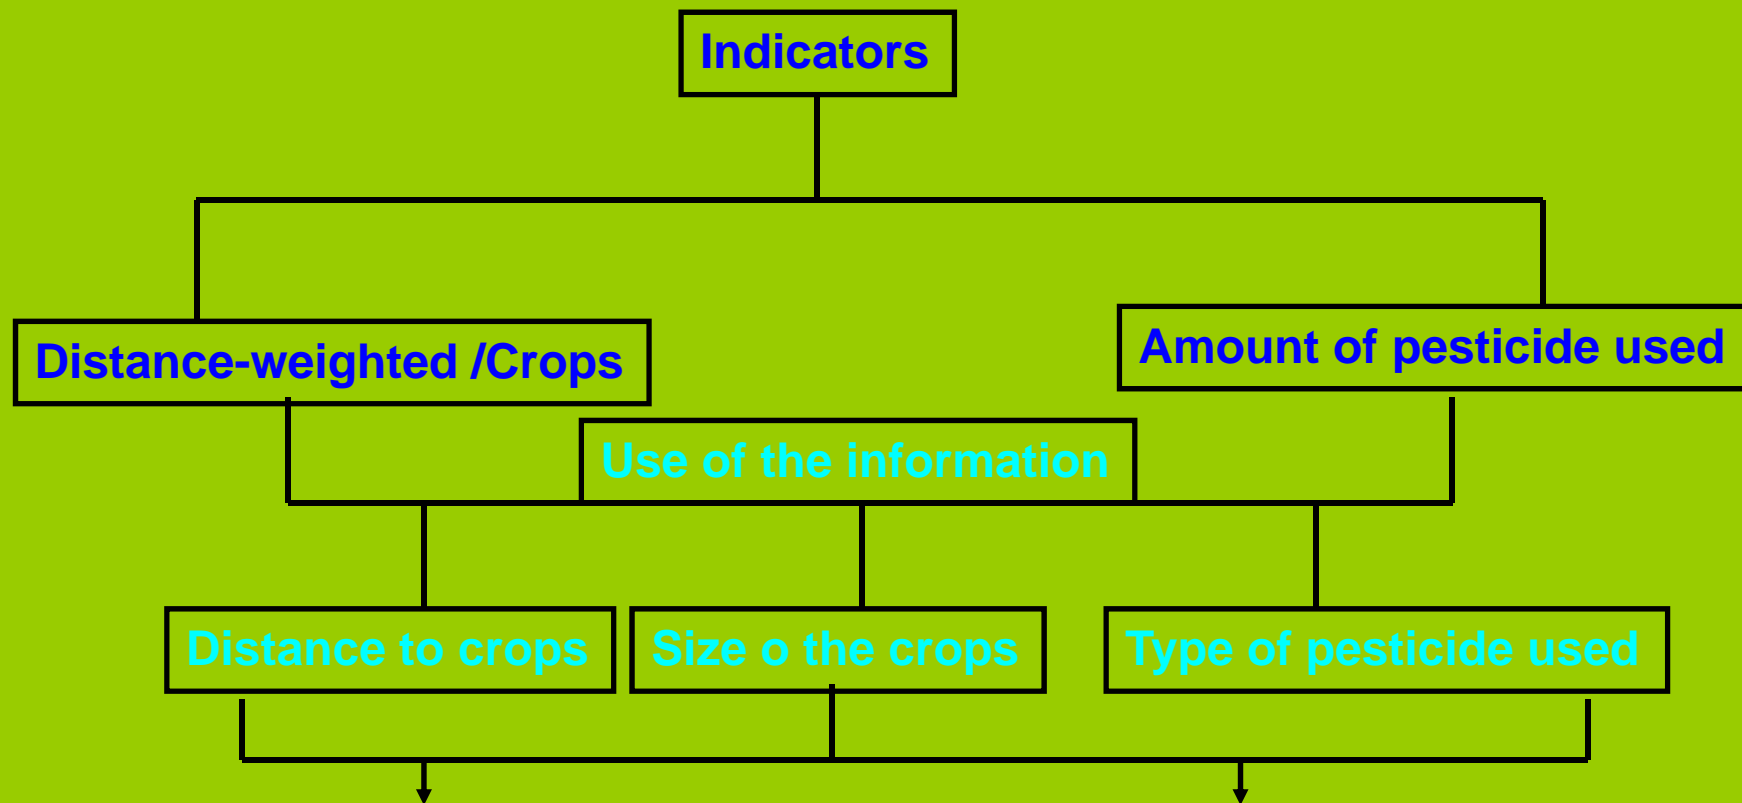 Indicators
Distance-weighted /Crops
Amount of pesticide used
Use of the information
Distance to crops
Size o the crops
Type of pesticide used